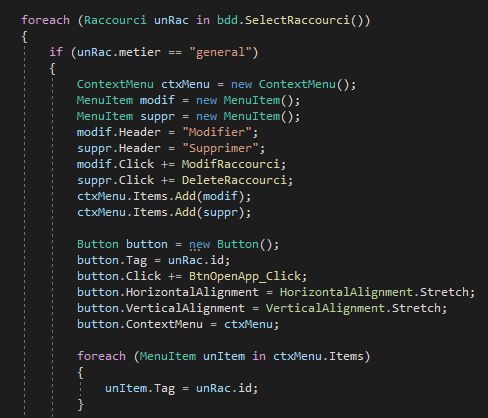 foreach (Raccourci unRac in bdd.SelectRaccourci())
{
if (unRac.metier == "general")
{
ContextMenu ctxMenu = new ContextMenu();
MenuItem modif = new MenuItem();
MenuItem suppr = new MenuItem();
modif.Header = "Modifier";
suppr.Header = "Supprimer";
modif.Click += ModifRaccourci;
suppr.Click += DeleteRaccourci;
ctxMenu.Items.Add(modif);
ctxMenu.Items.Add(suppr);
Button button = new Button();
button.Tag = unRac.id;
button.Click += BtnOpenApp_Click;
button.HorizontalAlignment = HorizontalAlignment.Stretch;
button.VerticalAlignment = VerticalAlignment.Stretch;
button.ContextMenu = ctxMenu;
foreach (MenuItem unItem in ctxMenu.Items)
{
unItem.Tag = unRac.id;
}